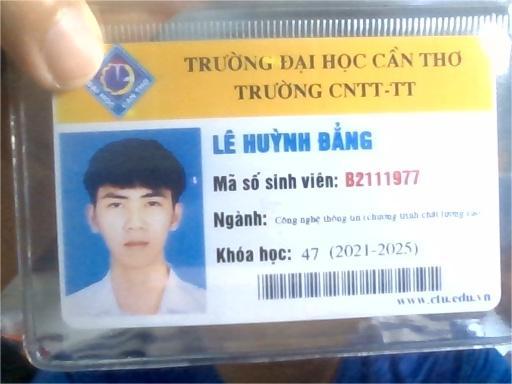 TRƯỜNG ĐẠI HỌC CẦN THƠ
TRƯỜNG CNTT-TT
LÊ HUỲNH ĐẲNG
Mã số sinh viên: B2111977
Ngành: Công nghệ thông tin (chương trình chất lượng cao
Khóa học: 47 (2021-2025)
www.ctu.edu.vn